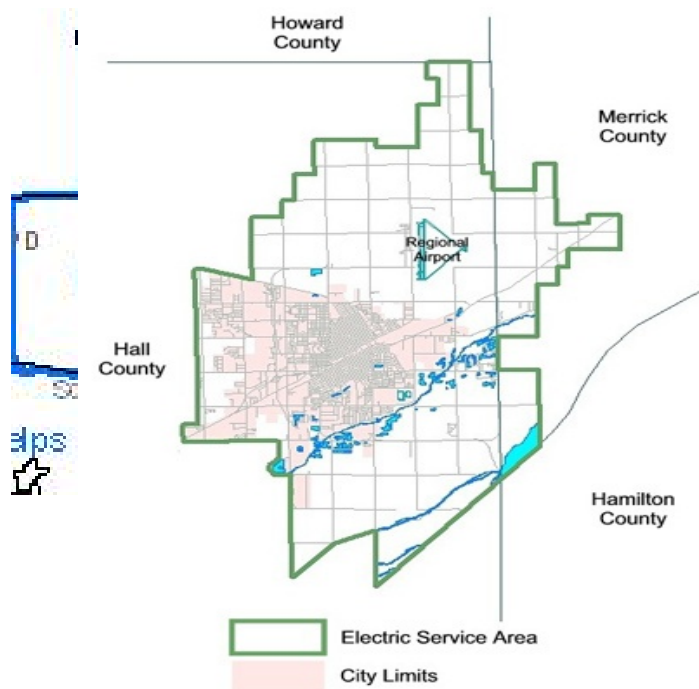 Howard
County
Merrick
County
Regional
Airport
Hall
County
Hamilton
County
Electric Service Area
City Limits